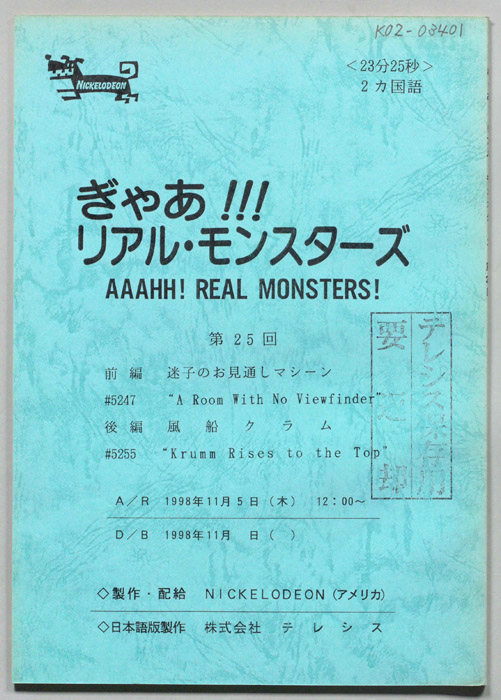 K02-03401
NICKELODEON
<23分25秒>
2カ国語
ぎゃあ!!!
リアル・モンスターズ
AAAHH! REAL MONSTERS!
第25回
前編 迷子のお見通しマシーン
#5247 "A Room With No Viewfinder"
後編 風船クラム
#5255 "Krumm Rises to the Top"
テレシス保存用
要返却
A/R 1998年11月5日(木) 12:00〜
D/B 1998年11月 日( )
◇製作・配給 NICKELODEON(アメリカ)
◇日本語版製作 株式会社 テレシス